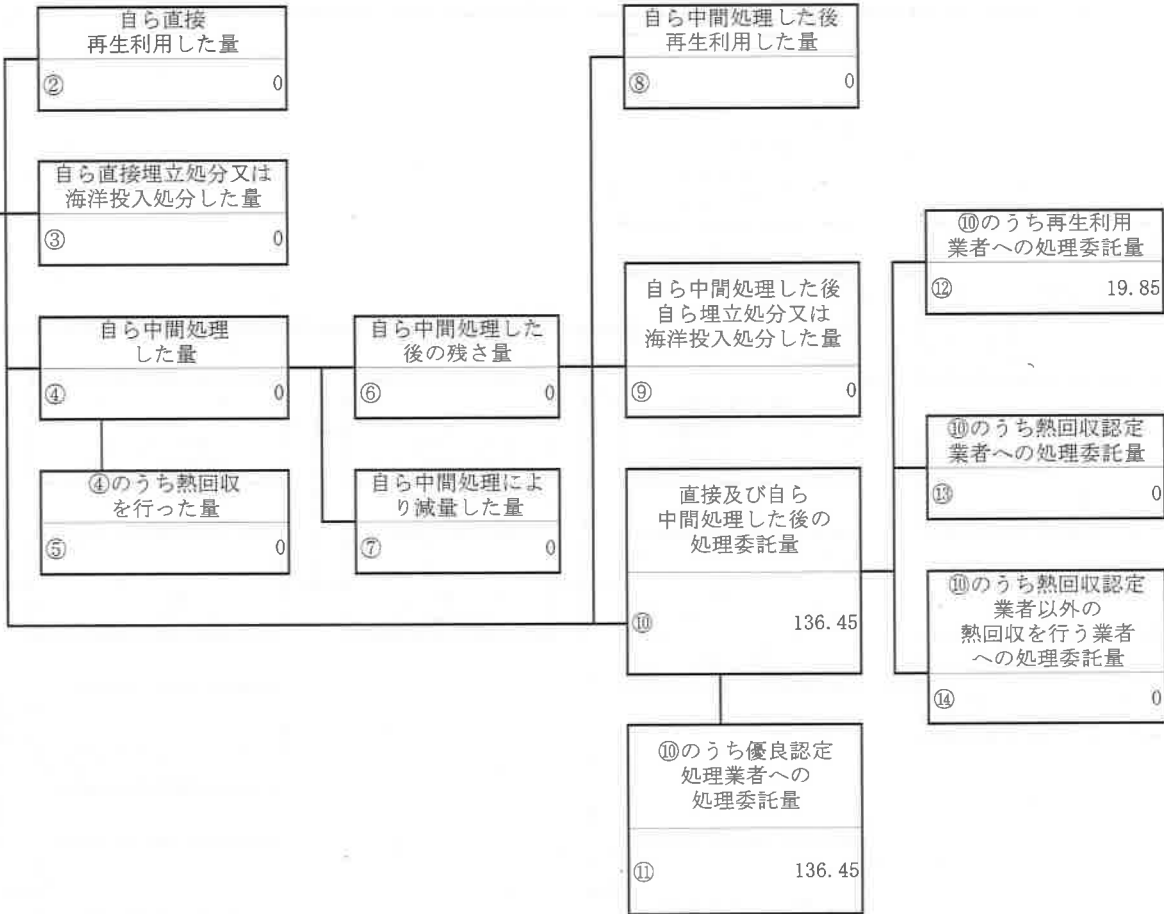 自ら直接
再生利用した量
② 0
自ら直接埋立処分又は
海洋投入処分した量
③ 0
自ら中間処理
した量
④ 0
④のうち熱回収
を行った量
⑤ 0
自ら中間処理した
後の残さ量
⑥ 0
自ら中間処理によ
り減量した量
⑦ 0
自ら中間処理した後
再生利用した量
⑧ 0
自ら中間処理した後
自ら埋立処分又は
海洋投入処分した量
⑨ 0
直接及び自ら
中間処理した後の
処理委託量
⑩ 136.45
⑩のうち優良認定
処理業者への
処理委託量
⑪ 136.45
⑩のうち再生利用
業者への処理委託量
⑫ 19.85
⑩のうち熱回収認定
業者への処理委託量
⑬ 0
⑩のうち熱回収認定
業者以外の
熱回収を行う業者
への処理委託量
⑭ 0